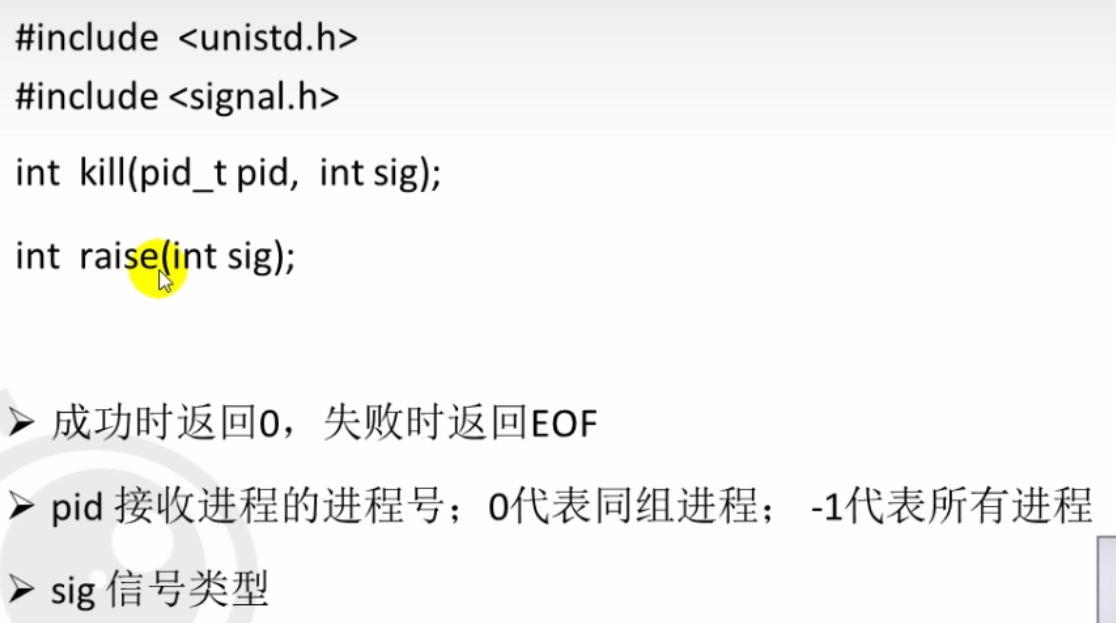 #include <unistd.h>
#include <signal.h>
int kill(pid_t pid, int sig);
int raise(int sig);
➢ 成功时返回0，失败时返回EOF
➢ pid 接收进程的进程号；0代表同组进程； -1代表所有进程
➢ sig 信号类型